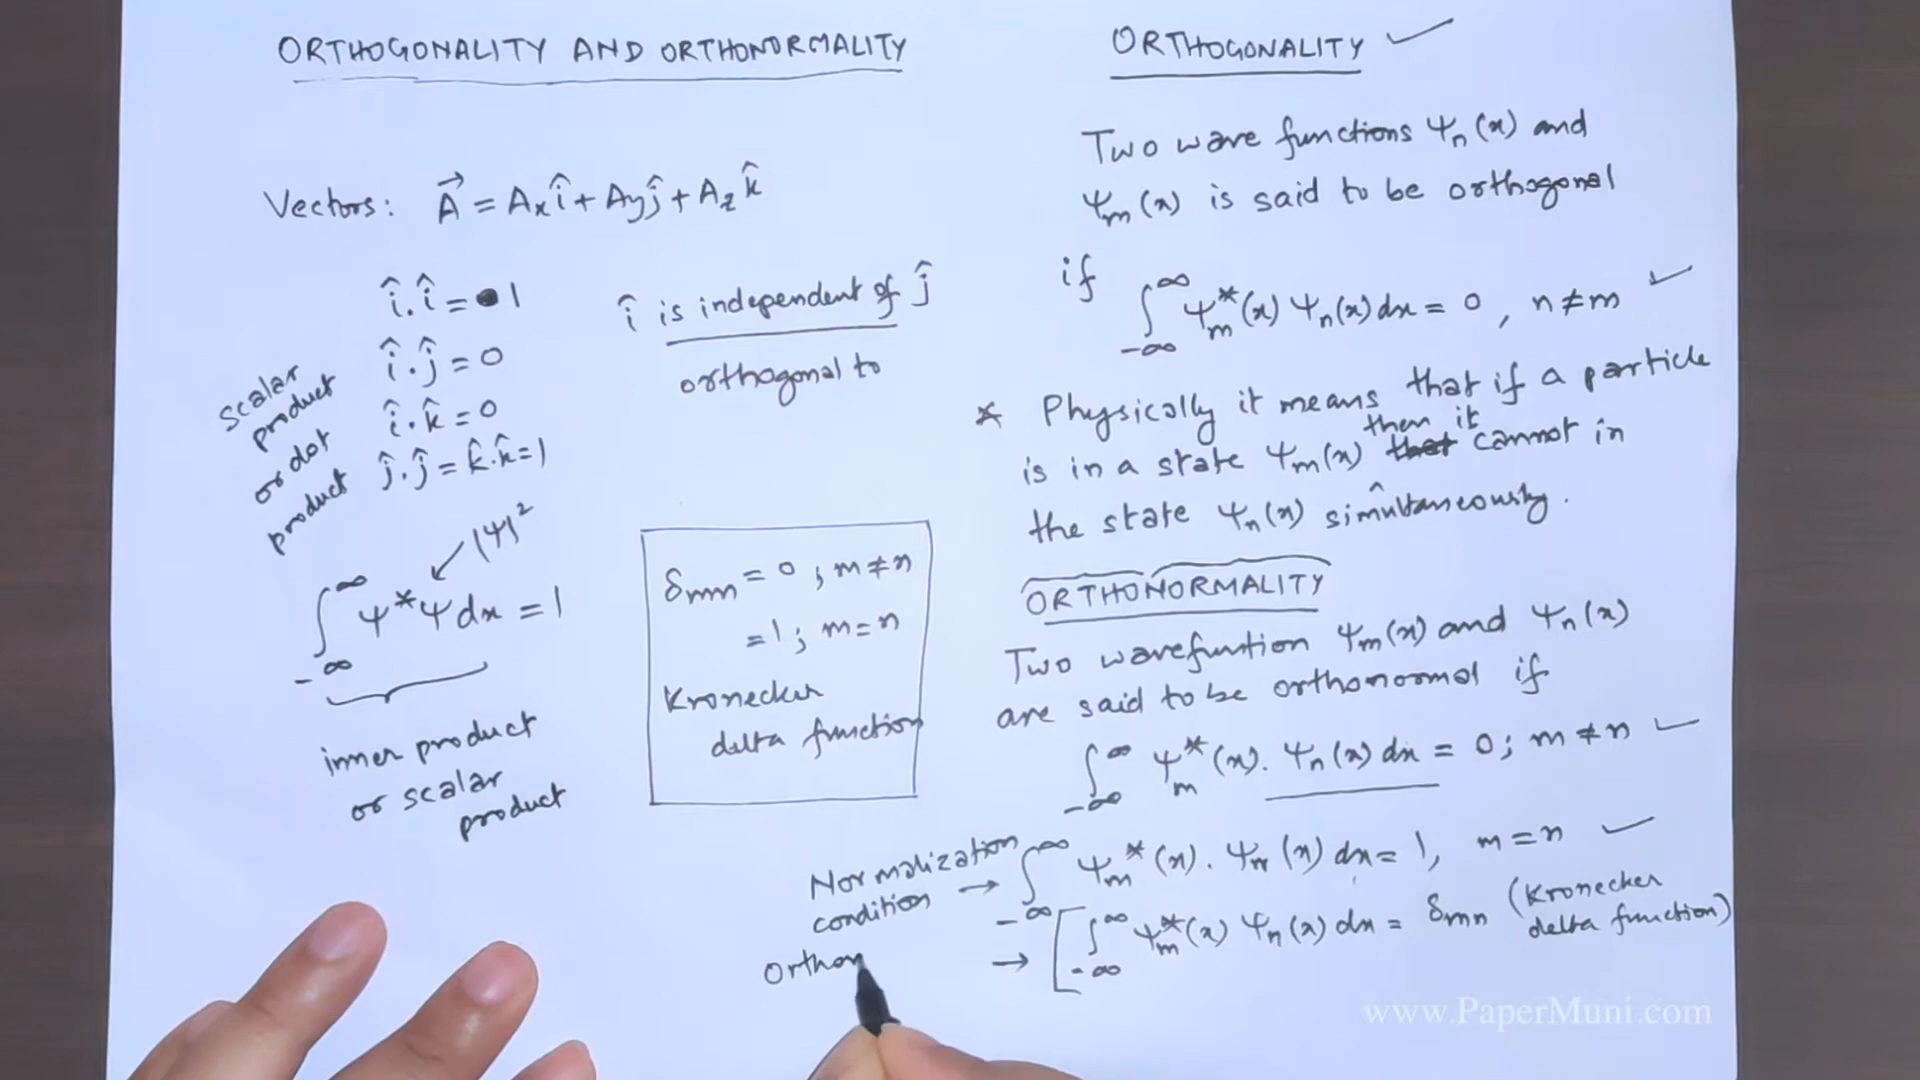 ORTHOGONALITY AND ORTHONORMALITY
Vectors: A⃗ = Axî + Ayĵ + Azk̂
î.î = 1
î.ĵ = 0
î.k̂ = 0
ĵ.ĵ = k̂.k̂ = 1
scalar
product
or dot
product
î is independent of ĵ
orthogonal to
|ψ|²
∫_{-∞}^{∞} ψ*ψ dx = 1
inner product
or scalar
product
δmn = 0 ; m ≠ n
= 1 ; m = n
Kronecker
delta function
ORTHOGONALITY ✓
Two wave functions ψn(x) and
ψm(x) is said to be orthogonal
if
∫_{-∞}^{∞} ψm*(x) ψn(x) dx = 0 , n ≠ m ✓
* Physically it means that if a particle
is in a state ψm(x) then it cannot in
the state ψn(x) simultaneously.
ORTHONORMALITY
Two wavefuntion ψm(x) and ψn(x)
are said to be orthonormal if
∫_{-∞}^{∞} ψm*(x). ψn(x) dx = 0; m ≠ n ✓
Normalization
condition →
∫_{-∞}^{∞} ψm*(x). ψm(x) dx = 1, m = n ✓
Orthon
→ [ ∫_{-∞}^{∞} ψm*(x) ψn(x) dx = δmn (Kronecker
delta function)
www.PaperMuni.com